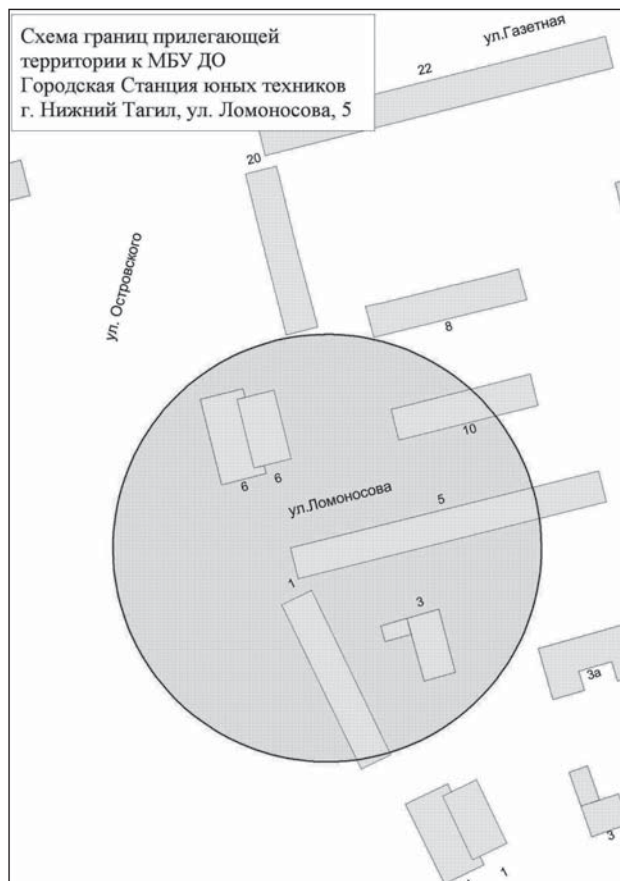 Схема границ прилегающей
территории к МБУ ДО
Городская Станция юных техников
г. Нижний Тагил, ул. Ломоносова, 5
ул.Газетная
22
20
ул. Островского
8
10
6
6
ул.Ломоносова
5
1
3
3а
3
1